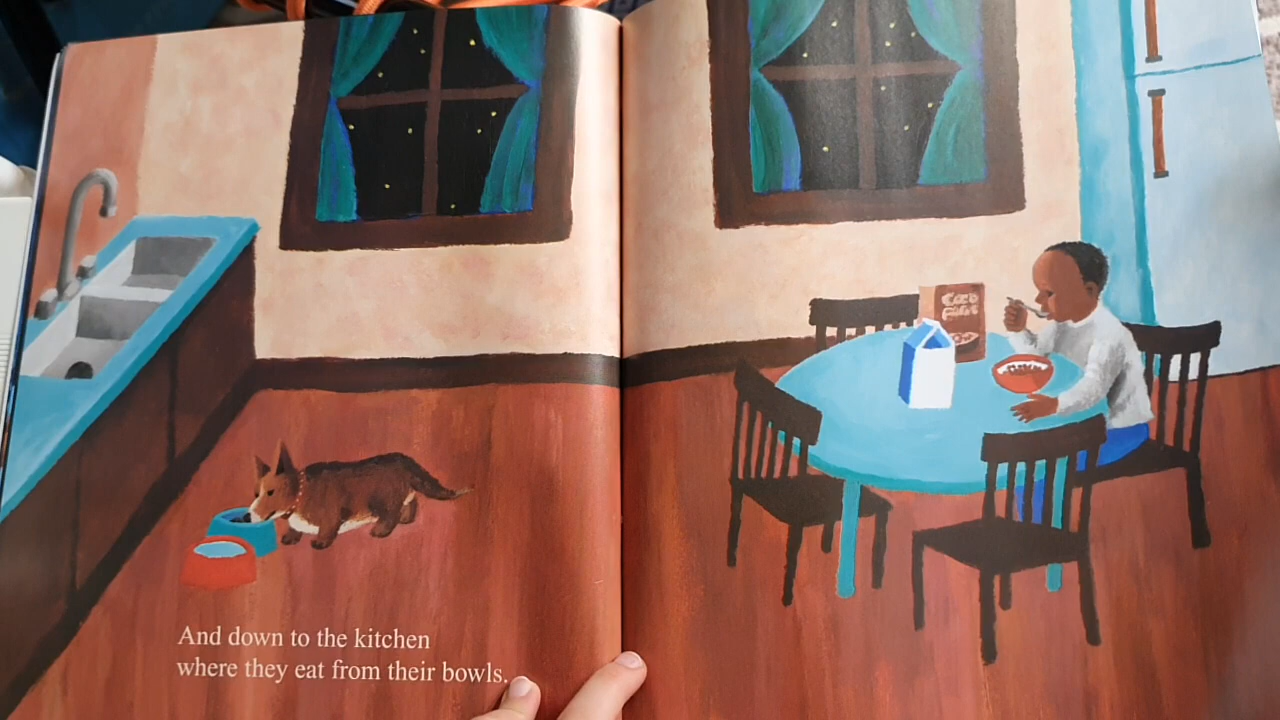 And down to the kitchen
where they eat from their bowls.